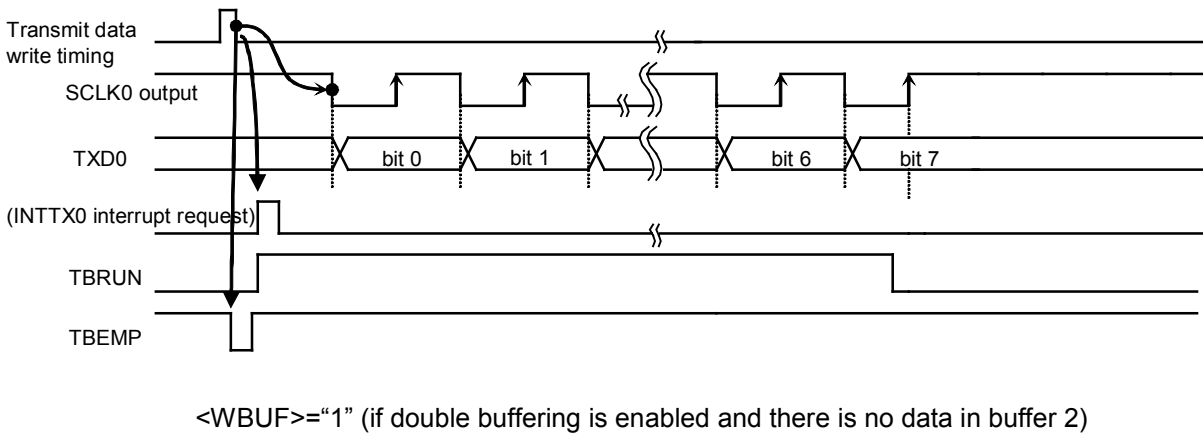 Transmit data
write timing
SCLK0 output
TXD0
bit 0
bit 1
bit 6
bit 7
(INTTX0 interrupt request)
TBRUN
TBEMP
<WBUF>=“1” (if double buffering is enabled and there is no data in buffer 2)